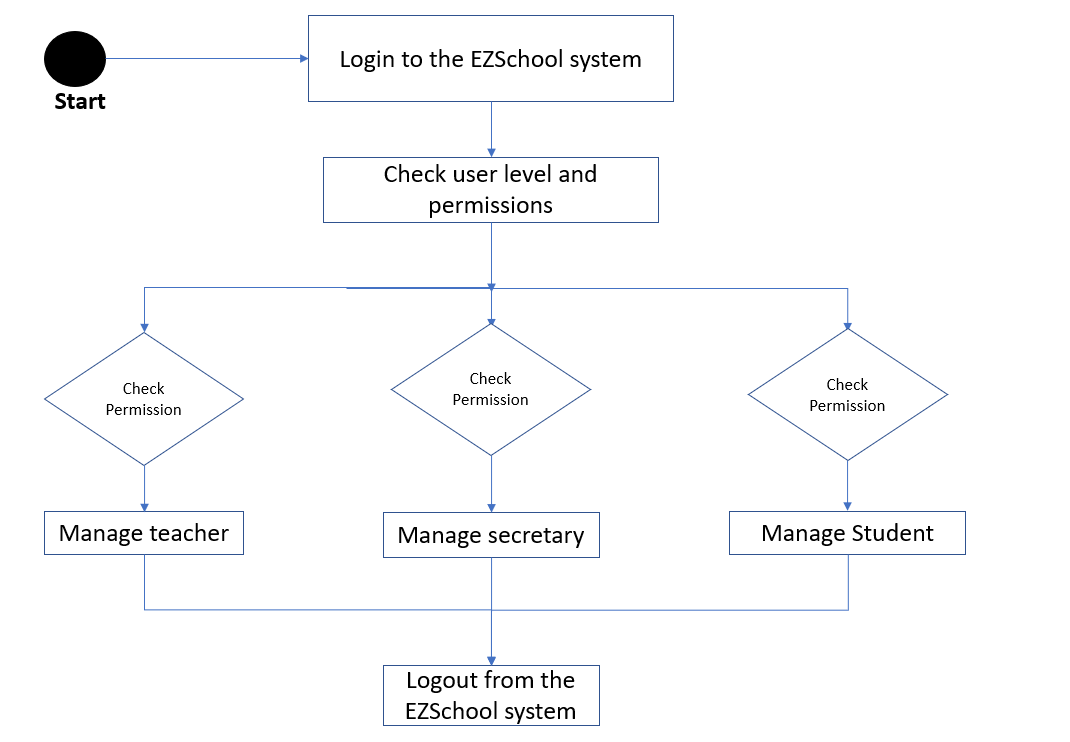 Login to the EZSchool system
Start
Check user level and
permissions
Check
Permission
Check
Permission
Check
Permission
Manage teacher
Manage secretary
Manage Student
Logout from the
EZSchool system